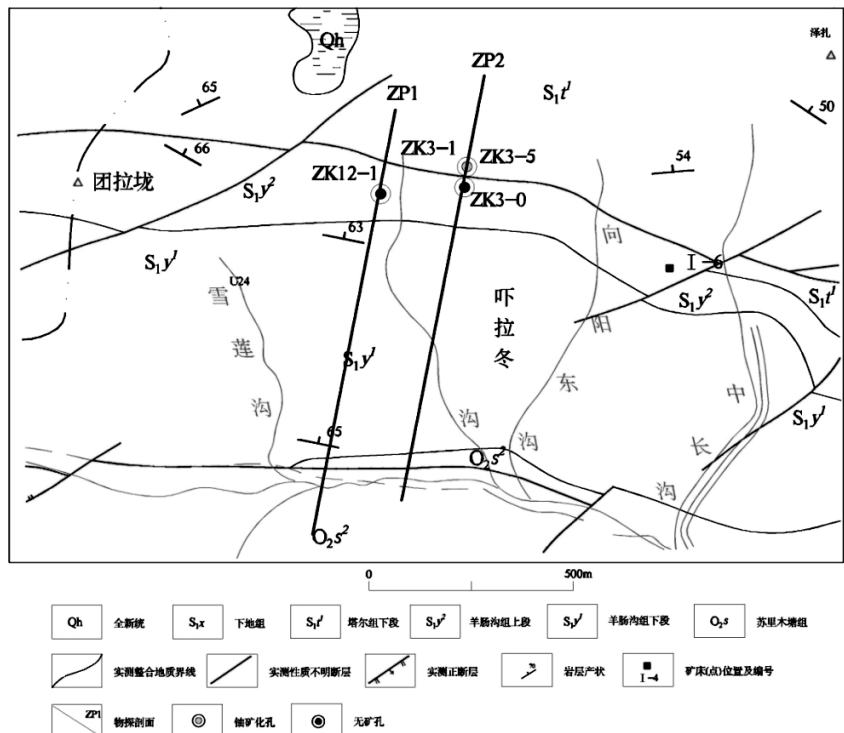 Qh
泽扎
ZP2
ZP1
S₁t¹
65
50
66
ZK3-1
ZK3-5
54
团拉垅
ZK12-1
S₁y²
ZK3-0
63
向
S₁y¹
U24
I-6
雪
吓
S₁y²
S₁t¹
拉
阳
莲
冬
S₁y¹
东
中
沟
沟
沟
长
S₁y¹
65
O₂s²
沟
O₂s²
0
500m
Qh 全新统
S₁x 下地组
S₁t¹ 塔尔组下段
S₁y² 羊肠沟组上段
S₁y¹ 羊肠沟组下段
O₂s 苏里木塘组
实测整合地质界线
实测性质不明断层
实测正断层
岩层产状
I-4 矿床(点)位置及编号
ZP1 物探剖面
铀矿化孔
无矿孔